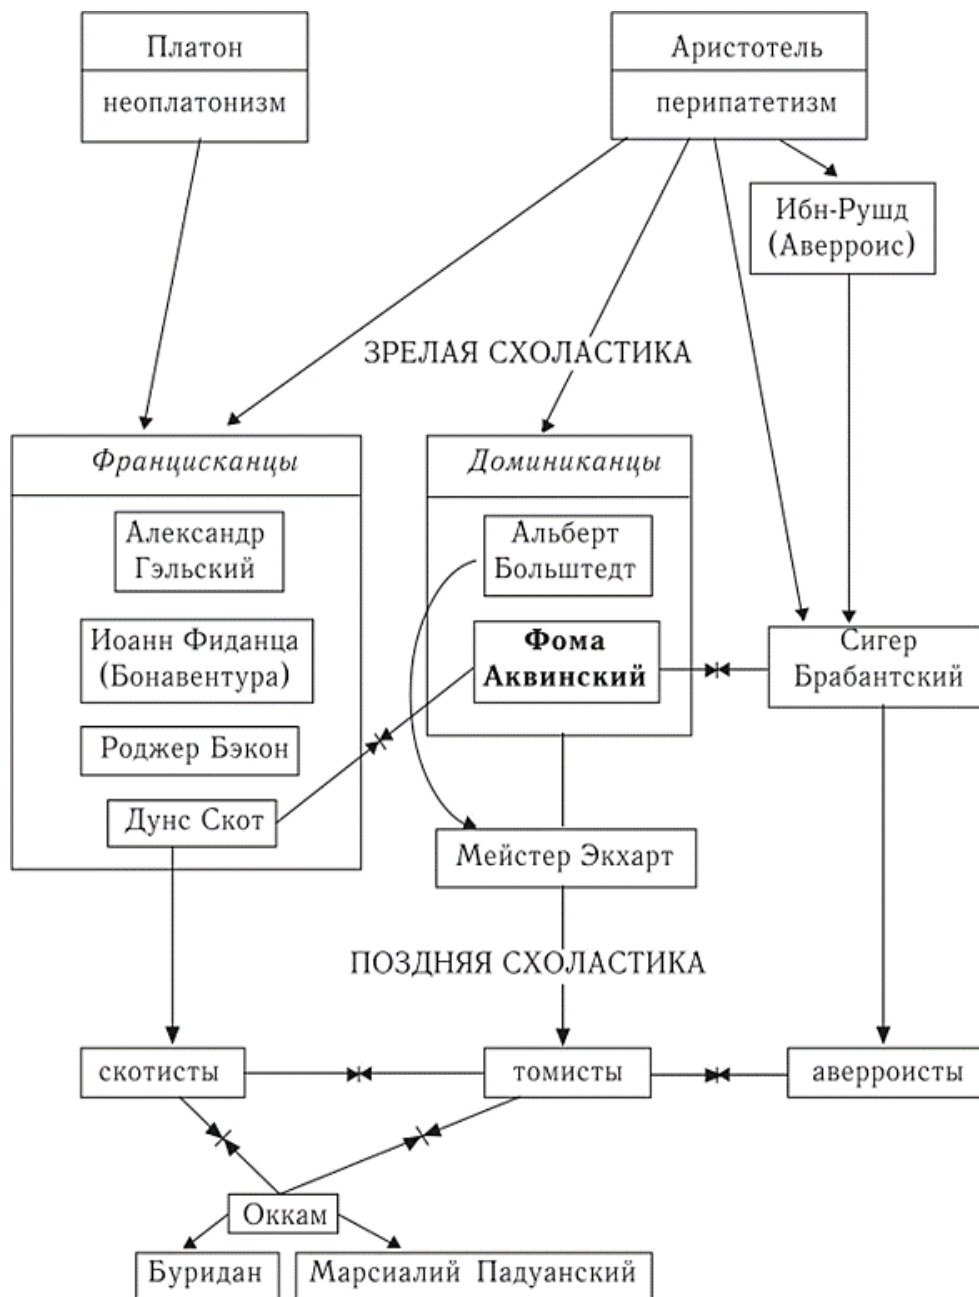 Платон
неоплатонизм
Аристотель
перипатетизм
Ибн-Рушд
(Аверроис)
ЗРЕЛАЯ СХОЛАСТИКА
Францисканцы
Александр
Гэльский
Иоанн Фиданца
(Бонавентура)
Роджер Бэкон
Дунс Скот
Доминиканцы
Альберт
Больштедт
Фома
Аквинский
Сигер
Брабантский
Мейстер Экхарт
ПОЗДНЯЯ СХОЛАСТИКА
скотисты
томисты
аверроисты
Оккам
Буридан
Марсиалий Падуанский